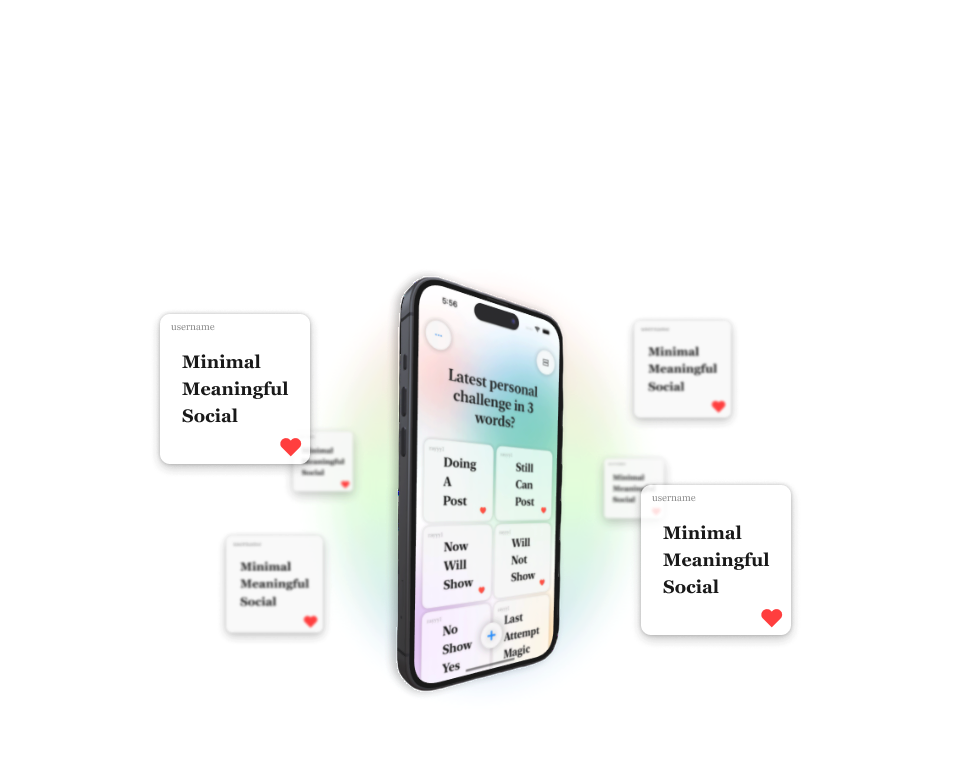 5:56
Latest personal
challenge in 3
words?
Doing
A
Post
Still
Can
Post
Now
Will
Show
Will
Not
Show
No
Show
Yes
Last
Attempt
Magic
username
Minimal
Meaningful
Social
Minimal
Meaningful
Social
username
Minimal
Meaningful
Social
Minimal
Meaningful
Social
Minimal
Social
username
Minimal
Meaningful
Social